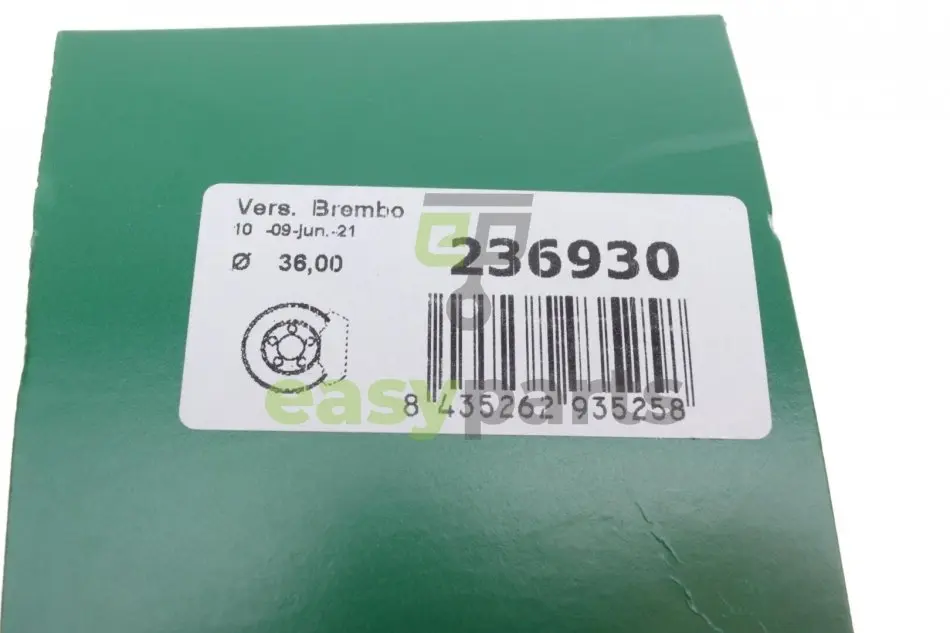 Vers. Brembo
10 -09-jun.-21
Ø 36,00
236930
easyparts
8 435262 935258